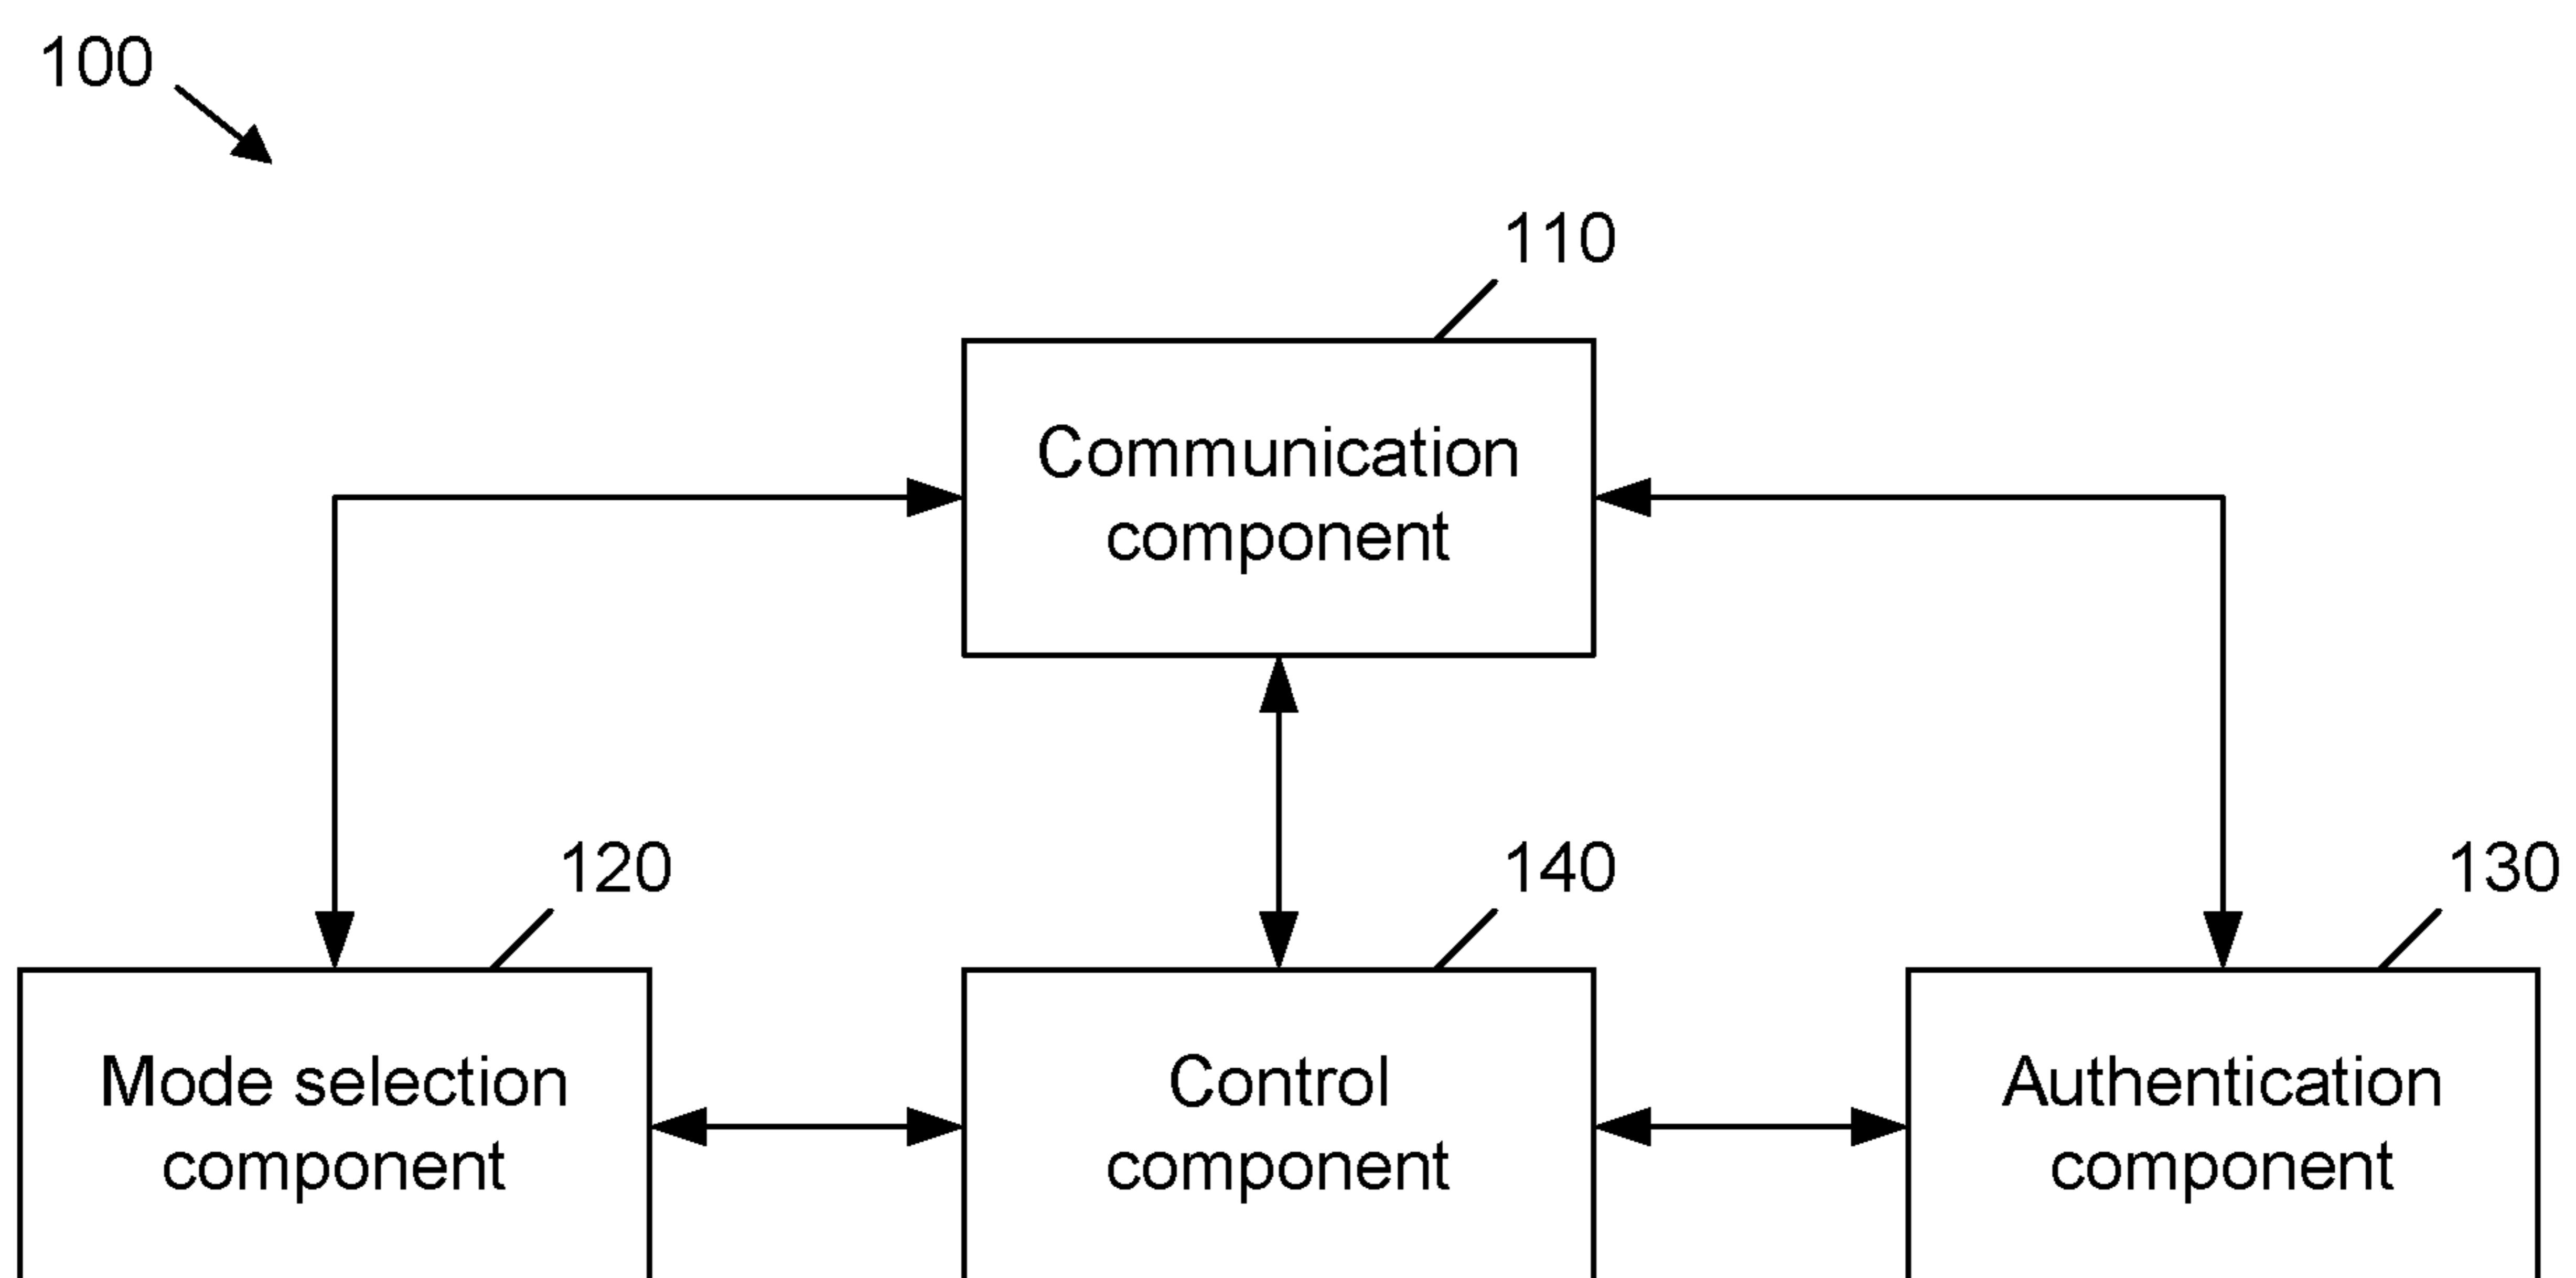 100
110
Communication
component
120
140
130
Mode selection
component
Control
component
Authentication
component